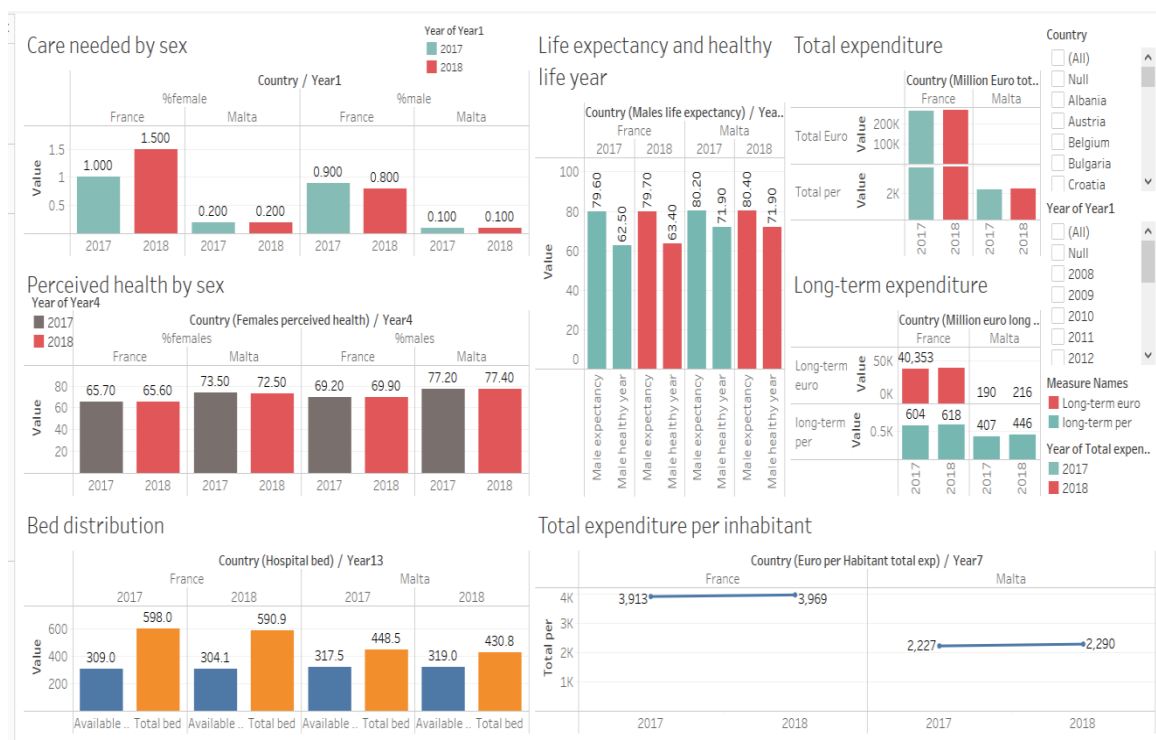 Care needed by sex
Year of Year1
2017
2018
Country / Year1
%female
%male
France
Malta
France
Malta
Value
1.5
1
0.5
1.000
1.500
0.200
0.200
0.900
0.800
0.100
0.100
2017
2018
2017
2018
2017
2018
2017
2018
Perceived health by sex
Year of Year4
2017
2018
Country (Females perceived health) / Year4
%females
%males
France
Malta
France
Malta
Value
80
60
40
20
65.70
65.60
73.50
72.50
69.20
69.90
77.20
77.40
2017
2018
2017
2018
2017
2018
2017
2018
Bed distribution
Country (Hospital bed) / Year13
France
Malta
2017
2018
2017
2018
Value
600
400
200
309.0
598.0
304.1
590.9
317.5
448.5
319.0
430.8
Available ..
Total bed
Available ..
Total bed
Available ..
Total bed
Available ..
Total bed
Life expectancy and healthy
life year
Country (Males life expectancy) / Yea..
France
Malta
2017
2018
2017
2018
Value
100
80
60
40
20
0
79.60
62.50
79.70
63.40
80.20
71.90
80.40
71.90
Male expectancy
Male healthy year
Male expectancy
Male healthy year
Male expectancy
Male healthy year
Male expectancy
Male healthy year
Total expenditure
Country (Million Euro tot..
France
Malta
Total Euro
Value
200K
100K
Total per
Value
2K
2017
2018
2017
2018
Long-term expenditure
Country (Million euro long ..
France
Malta
Long-term
euro
Value
50K
0K
40,353
190
216
long-term
per
Value
0.5K
604
618
407
446
2017
2018
2017
2018
Total expenditure per inhabitant
Country (Euro per Habitant total exp) / Year7
France
Malta
Total per
4K
3K
2K
1K
3,913
3,969
2,227
2,290
2017
2018
2017
2018
Country
(All)
Null
Albania
Austria
Belgium
Bulgaria
Croatia
Year of Year1
(All)
Null
2008
2009
2010
2011
2012
Measure Names
Long-term euro
long-term per
Year of Total expen..
2017
2018